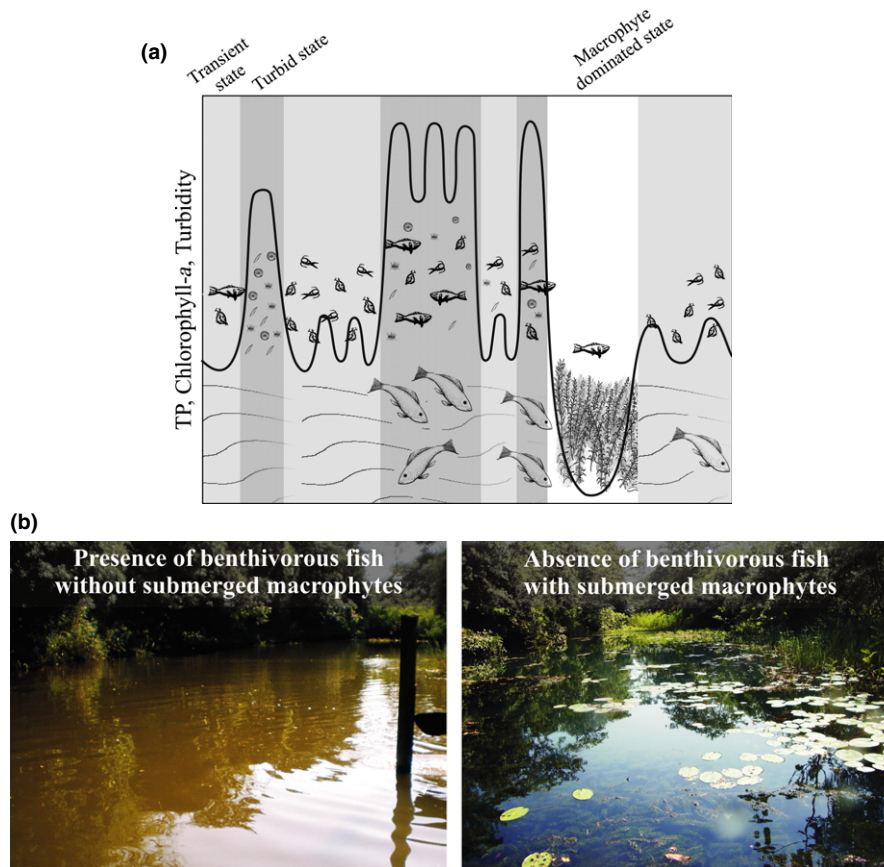 (a)
Transient
state
Turbid state
Macrophyte
dominated state
TP, Chlorophyll-a, Turbidity
(b)
Presence of benthivorous fish
without submerged macrophytes
Absence of benthivorous fish
with submerged macrophytes